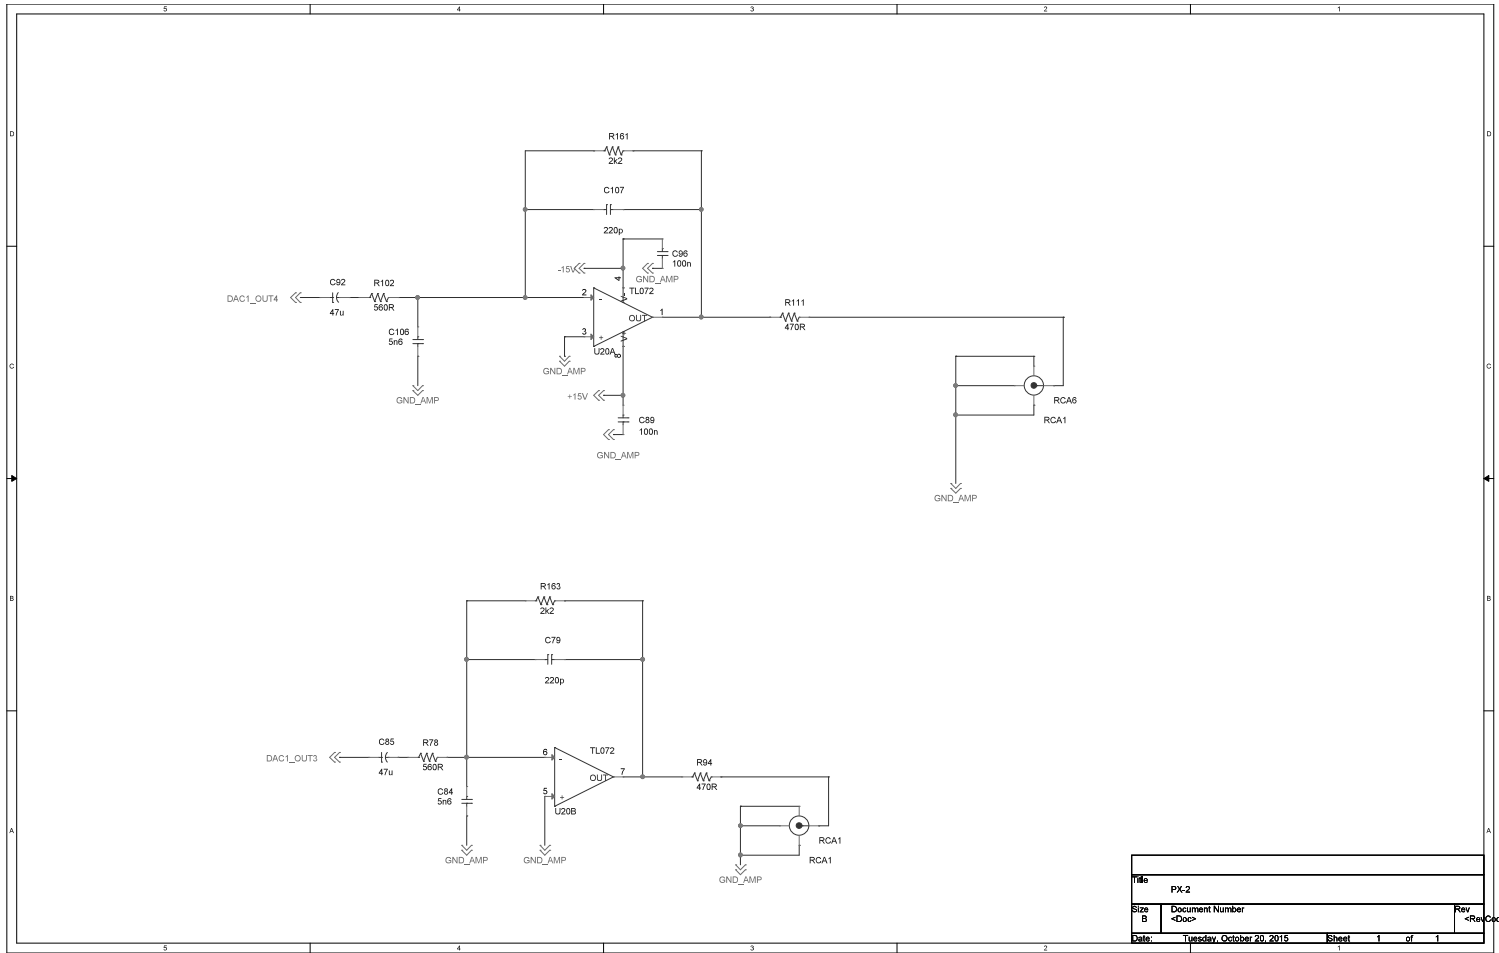 5 4 3 2 1
D D
R161
2k2
C107
220p
C96
100n
-15V
GND_AMP
4
TL072
C92
R102
DAC1_OUT4
47u
560R
2
-
R111
1
OUT
470R
C106
5n6
3
+
U20A
8
V
V
C C
GND_AMP
GND_AMP
+15V
GND_AMP
C89
100n
RCA6
RCA1
GND_AMP
GND_AMP
R163
2k2
B B
C79
220p
C85
R78
TL072
DAC1_OUT3
47u
560R
6
-
R94
7
OUT
470R
C84
5n6
5
+
U20B
A A
RCA1
RCA1
GND_AMP
GND_AMP
GND_AMP
Title
PX-2
Size
Document Number
Rev
B
<Doc>
Date:
Tuesday, October 20, 2015
Sheet
1 of 1
5 4 3 2 1